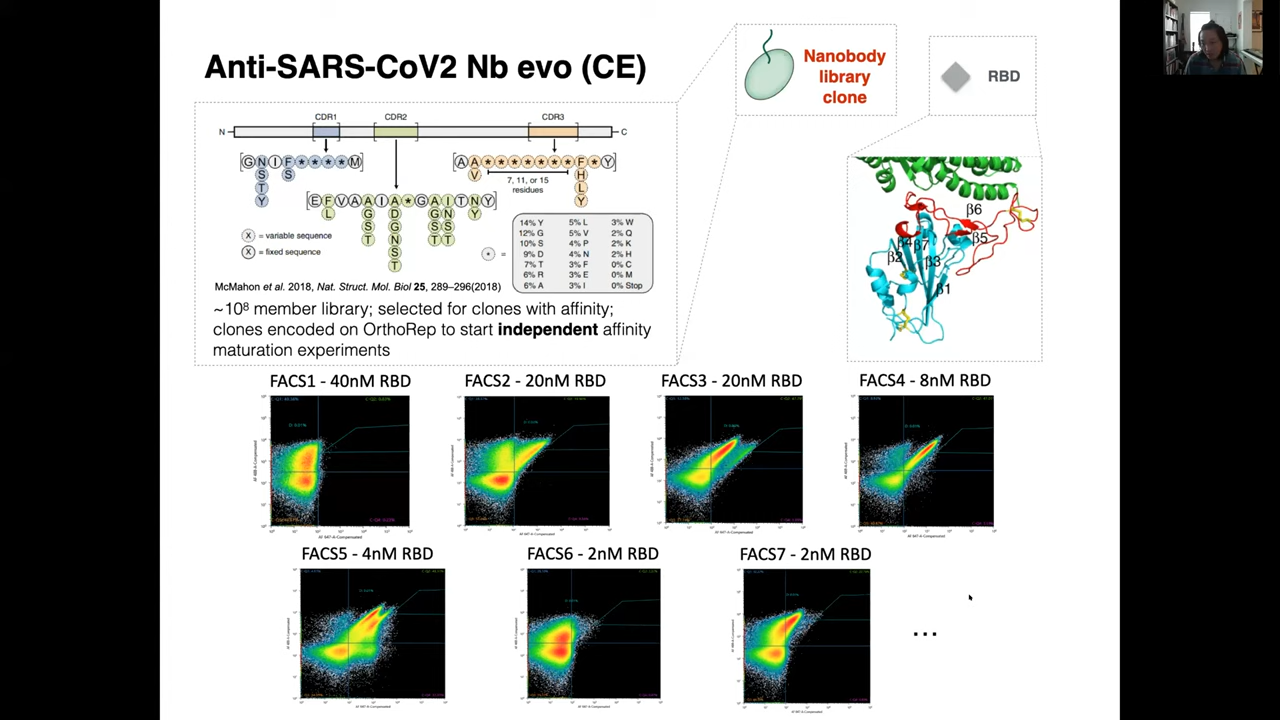 Anti-SARS-CoV2 Nb evo (CE)
Nanobody
library
clone
RBD
CDR1
CDR2
CDR3
N
C
G N I F * * * * M
S S
T
Y
A A * * * * * * * * F * Y
V H
L
Y
7, 11, or 15
residues
E F V A A I A * G A I T N Y
L A D A I Y
G G G N
S N S S
T S T T
T
X = variable sequence
X = fixed sequence
* =
14% Y 5% L 3% W
12% G 5% V 2% Q
10% S 4% P 2% K
9% D 4% N 2% H
7% T 3% F 0% C
6% R 3% E 0% M
6% A 3% I 0% Stop
McMahon et al. 2018, Nat. Struct. Mol. Biol 25, 289–296(2018)
~10⁸ member library; selected for clones with affinity;
clones encoded on OrthoRep to start independent affinity
maturation experiments
β6
β4
β7
β5
β2
β3
β1
FACS1 - 40nM RBD
FACS2 - 20nM RBD
FACS3 - 20nM RBD
FACS4 - 8nM RBD
FACS5 - 4nM RBD
FACS6 - 2nM RBD
FACS7 - 2nM RBD
...